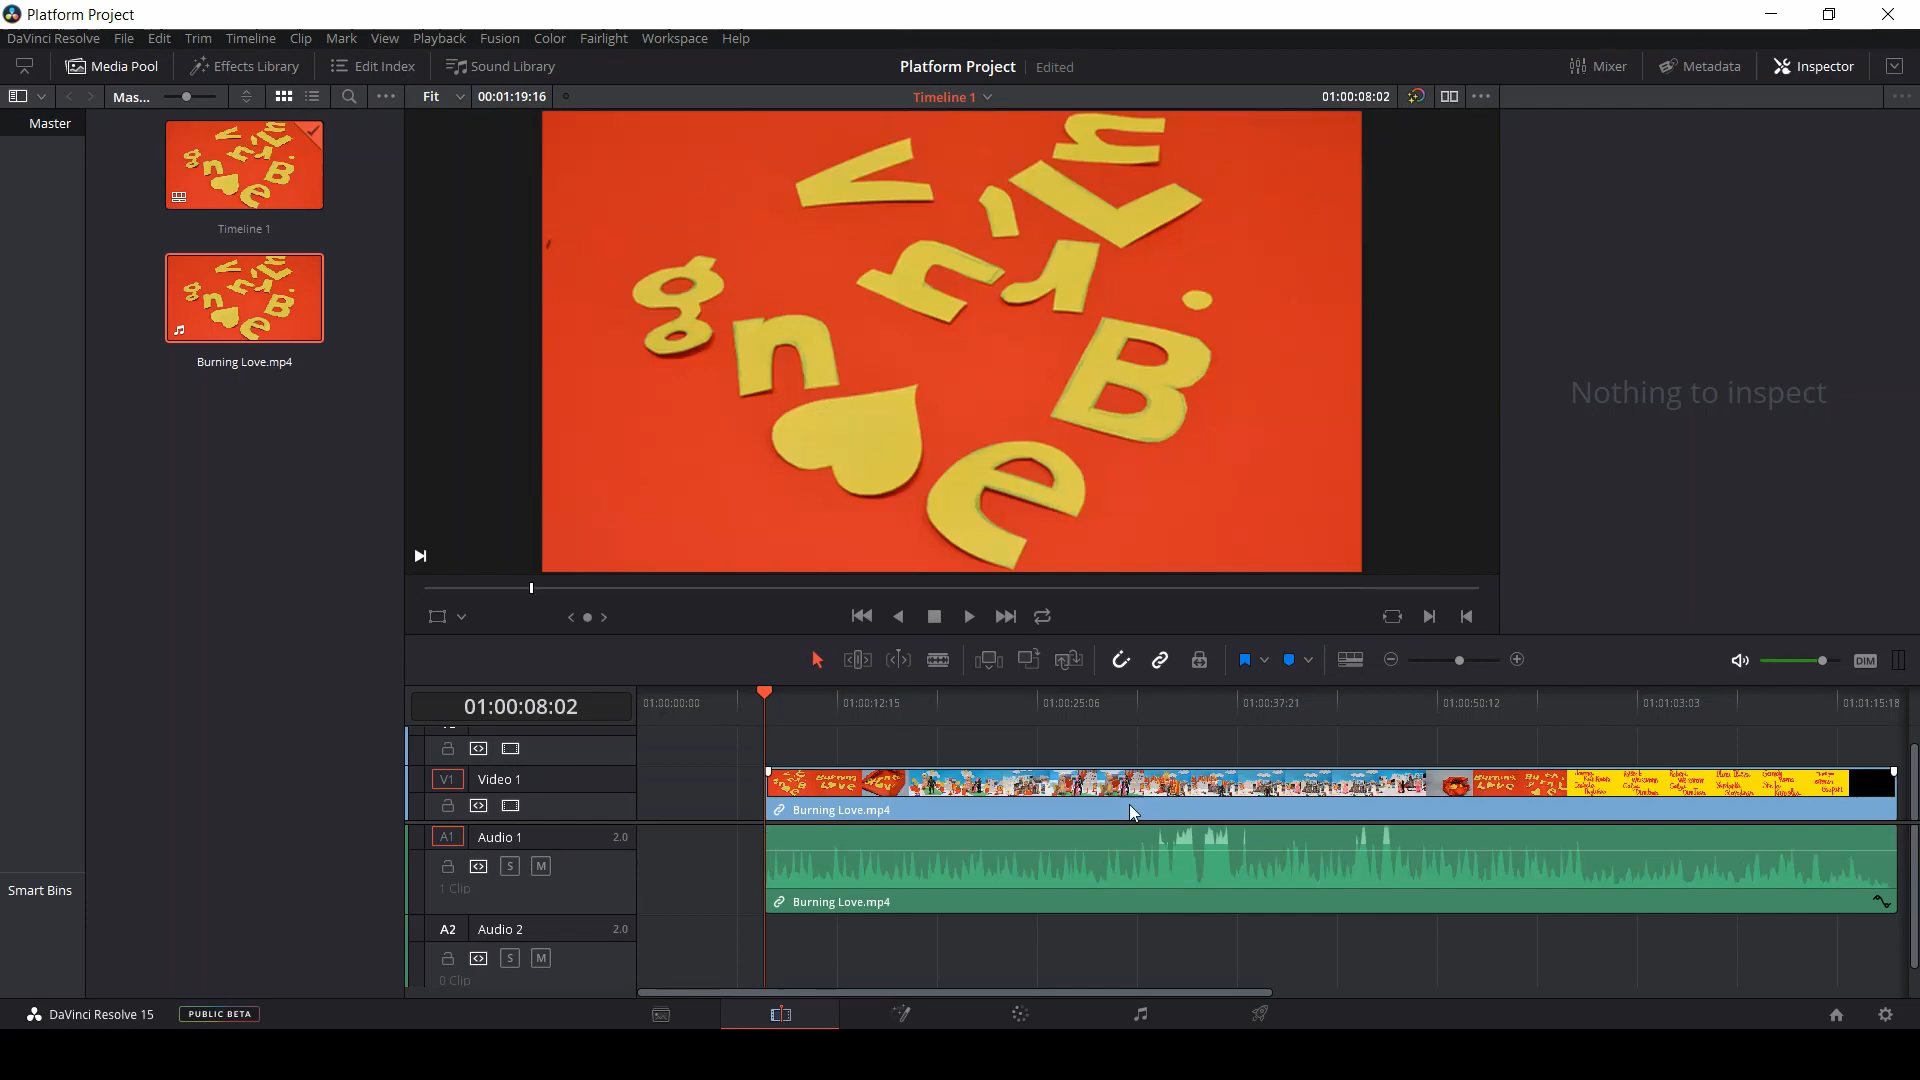 Platform Project
DaVinci Resolve File Edit Trim Timeline Clip Mark View Playback Fusion Color Fairlight Workspace Help
Media Pool Effects Library Edit Index Sound Library Platform Project Edited Mixer Metadata Inspector
Mas... Fit 00:01:19:16 Timeline 1 01:00:08:02
Master
Timeline 1
Burning Love.mp4
V
g n
B
e
Nothing to inspect
DIM
01:00:08:02 01:00:00:00 01:00:12:15 01:00:25:06 01:00:37:21 01:00:50:12 01:01:03:03 01:01:15:18
V1 Video 1
Burning Love.mp4
A1 Audio 1 2.0
S M
1 Clip
Burning Love.mp4
Smart Bins
A2 Audio 2 2.0
S M
0 Clip
DaVinci Resolve 15 PUBLIC BETA